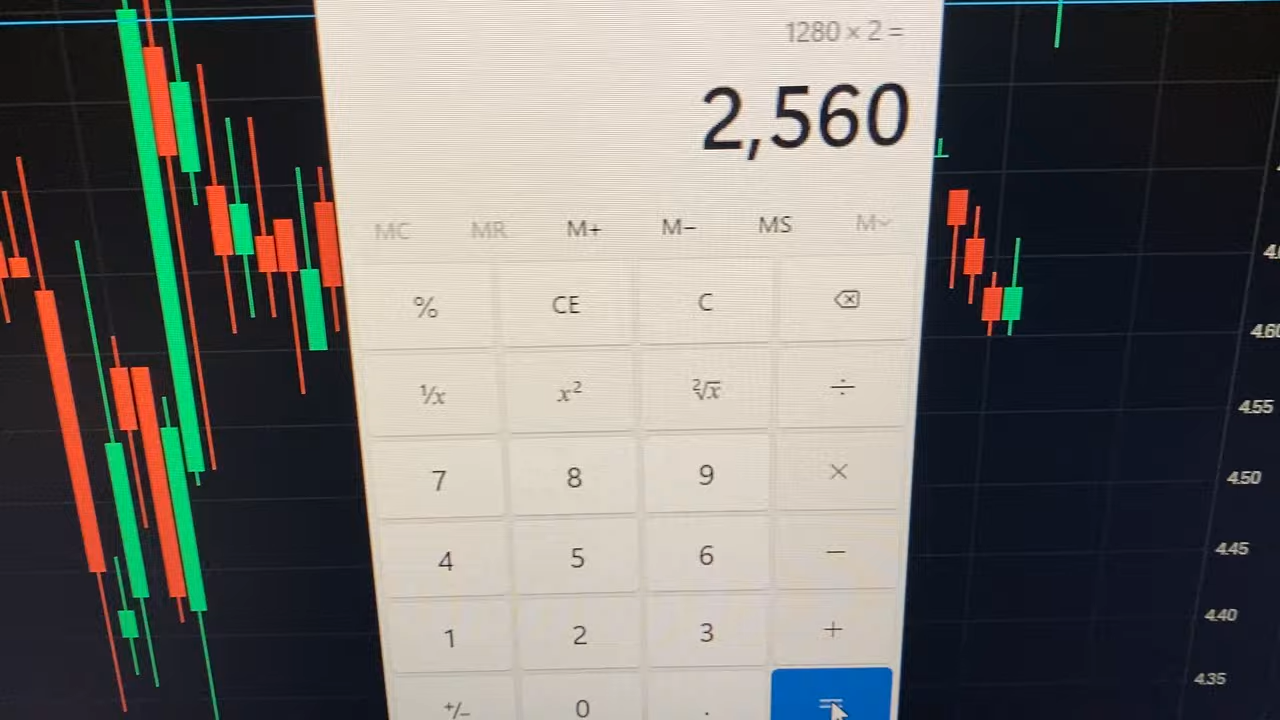 1280 × 2 =
2,560
MC MR M+ M− MS M
% CE C
¹/x x² ²√x ÷
7 8 9 ×
4 5 6 −
1 2 3 +
+/− 0 . =
4.60
4.55
4.50
4.45
4.40
4.35